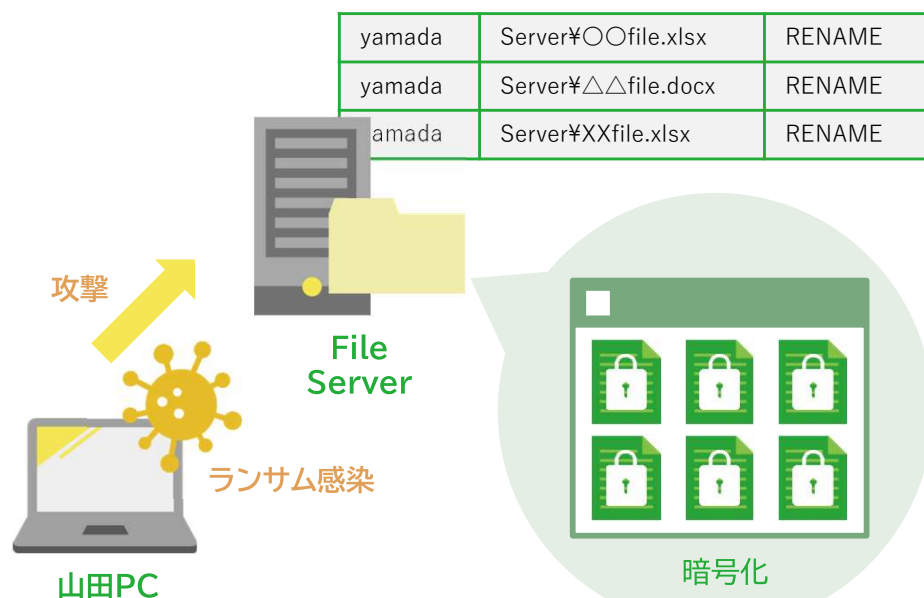 yamada Server¥〇〇file.xlsx RENAME
yamada Server¥△△file.docx RENAME
yamada Server¥XXfile.xlsx RENAME
攻撃
File
Server
ランサム感染
暗号化
山田PC